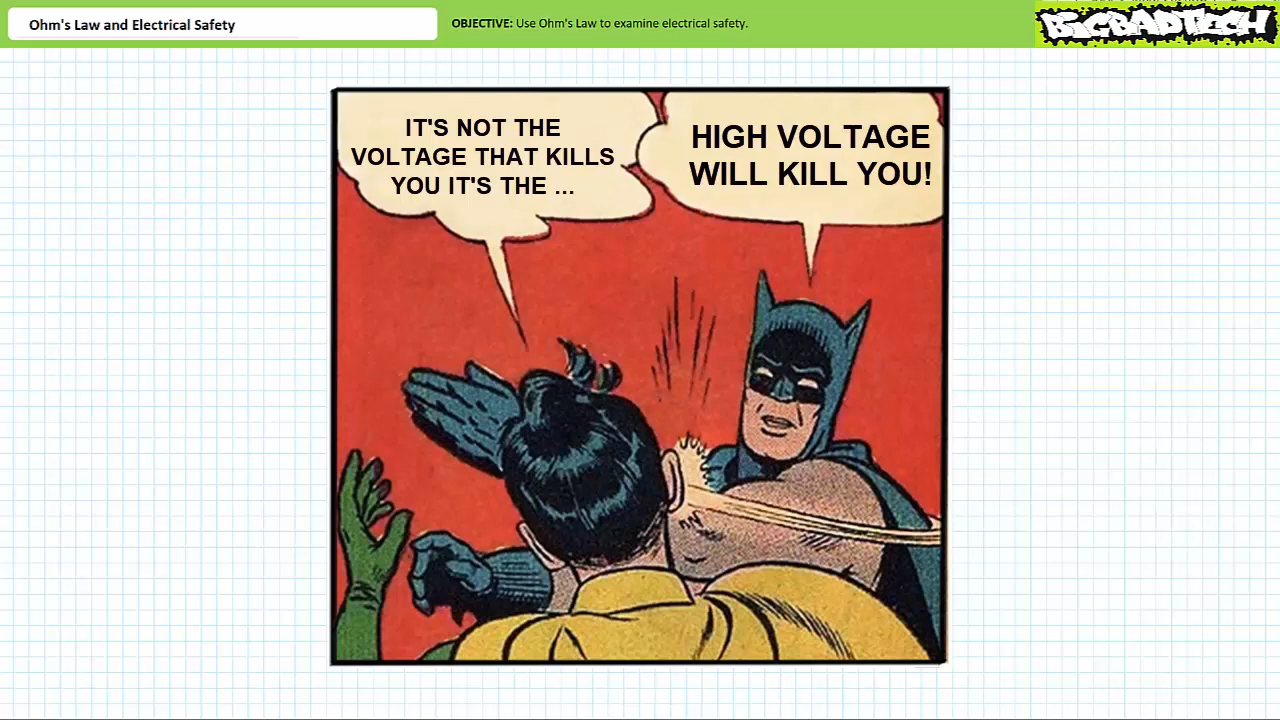 Ohm's Law and Electrical Safety
OBJECTIVE: Use Ohm's Law to examine electrical safety.
BIGBADTECH
IT'S NOT THE
VOLTAGE THAT KILLS
YOU IT'S THE ...
HIGH VOLTAGE
WILL KILL YOU!